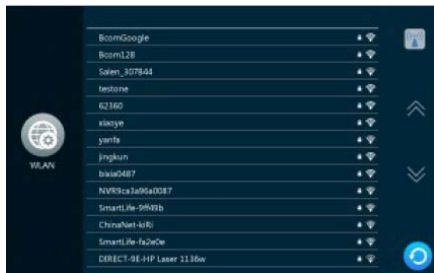 BcomGoogle
Bcom128
Salen_307844
testone
62360
xiaoye
yanfa
jingkun
bixia0487
NVR9ca3a96a0087
SmartLife-9ff49b
ChinaNet-kiRi
SmartLife-fa2e0e
DIRECT-9E-HP Laser 1136w
WLAN